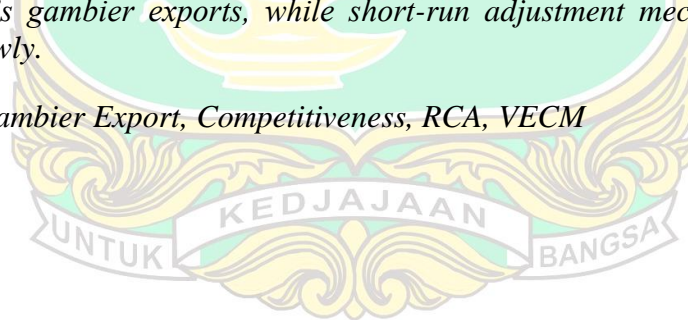 s gambier exports, while short-run adjustment mec
wly.
ambier Export, Competitiveness, RCA, VECM
UNTUK KEDJAJAAN BANGSA